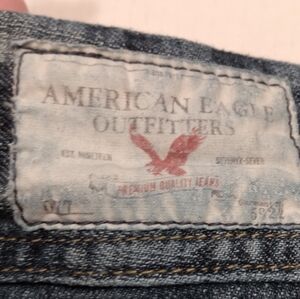 AMERICAN EAGLE
OUTFITTERS
EST. NINETEEN SEVENTY-SEVEN
PREMIUM QUALITY JEANS